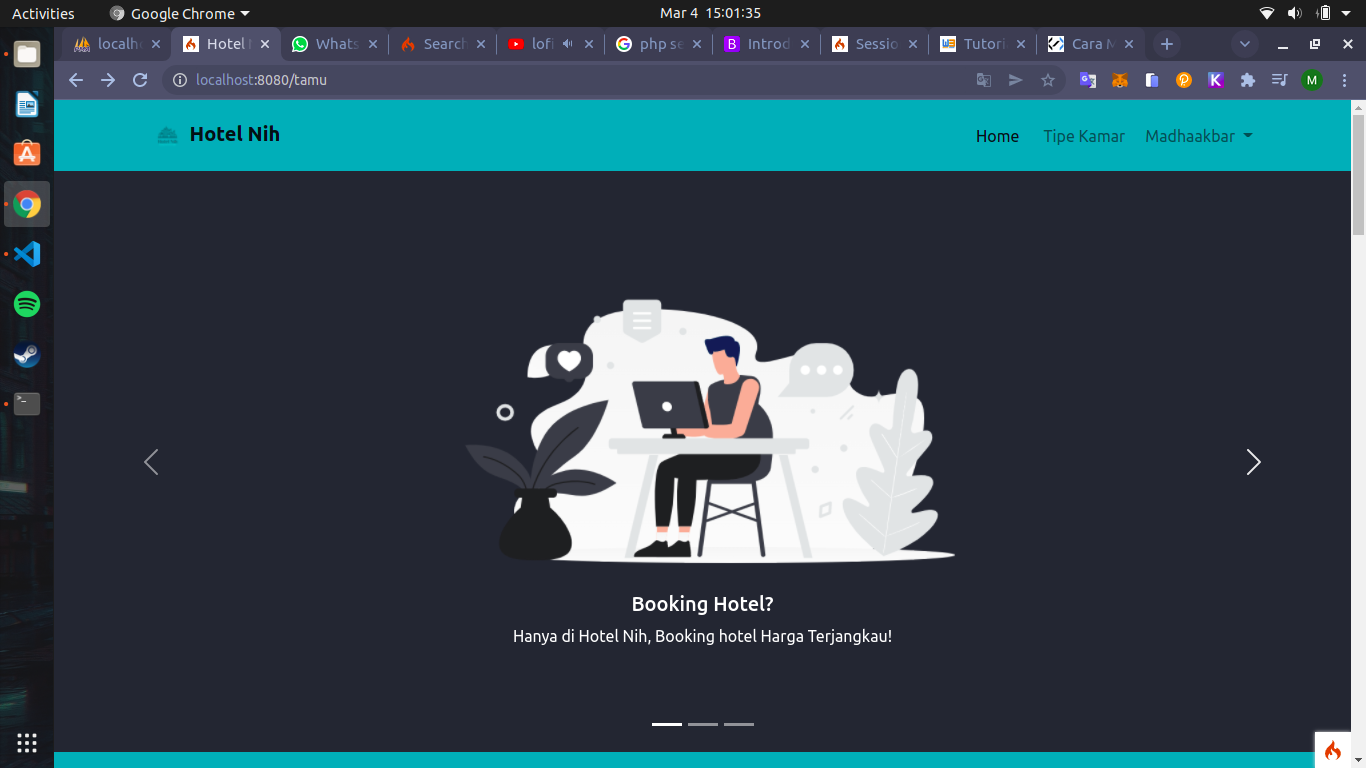 Activities
Google Chrome
Mar 4 15:01:35
localh
Hotel
Whats
Search
lofi
php se
Introd
Sessio
Tutori
Cara M
localhost:8080/tamu
M
Hotel Nih
Home
Tipe Kamar
Madhaakbar
Booking Hotel?
Hanya di Hotel Nih, Booking hotel Harga Terjangkau!